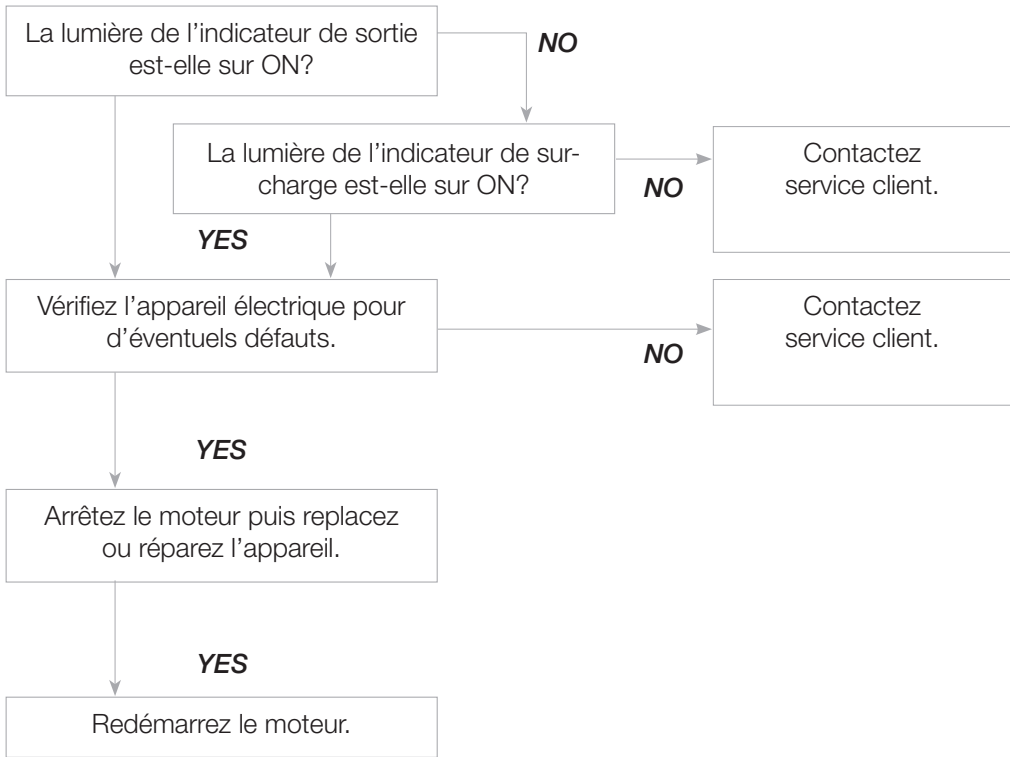 La lumière de l’indicateur de sortie
est-elle sur ON?
NO
La lumière de l’indicateur de sur-
charge est-elle sur ON?
NO
Contactez
service client.
YES
Vérifiez l’appareil électrique pour
d’éventuels défauts.
NO
Contactez
service client.
YES
Arrêtez le moteur puis replacez
ou réparez l’appareil.
YES
Redémarrez le moteur.